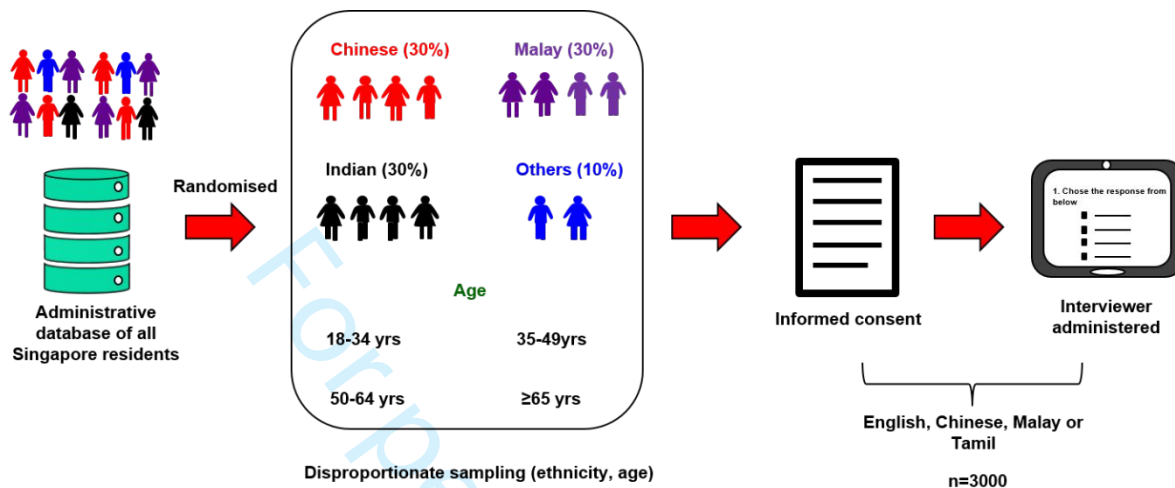 Administrative
database of all
Singapore residents
Randomised
Chinese (30%)
Malay (30%)
Indian (30%)
Others (10%)
Age
18-34 yrs
35-49yrs
50-64 yrs
≥65 yrs
Disproportionate sampling (ethnicity, age)
Informed consent
1. Chose the response from
below
Interviewer
administered
English, Chinese, Malay or
Tamil
n=3000
For